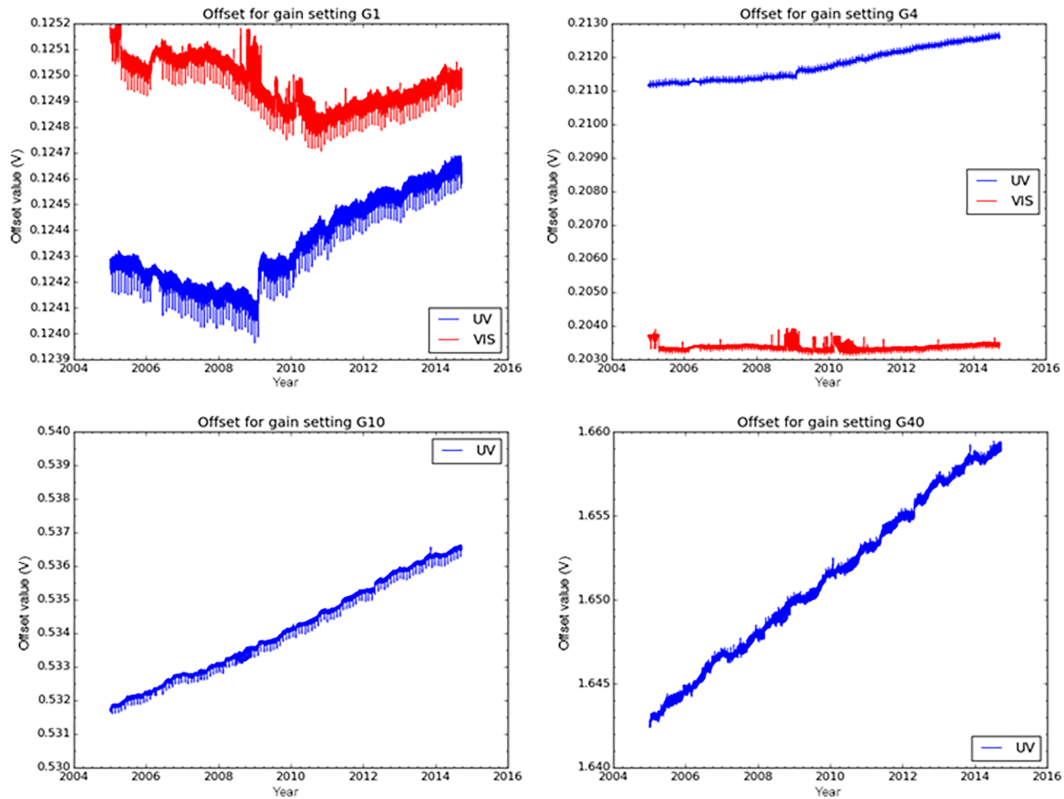 Offset for gain setting G1
0.1252
0.1251
0.1250
0.1249
0.1248
0.1247
0.1246
0.1245
0.1244
0.1243
0.1242
0.1241
0.1240
0.1239
Offset value (V)
UV
VIS
2004 2006 2008 2010 2012 2014 2016
Year
Offset for gain setting G4
0.2130
0.2120
0.2110
0.2100
0.2090
0.2080
0.2070
0.2060
0.2050
0.2040
0.2030
Offset value (V)
UV
VIS
2004 2006 2008 2010 2012 2014 2016
Year
Offset for gain setting G10
0.540
0.539
0.538
0.537
0.536
0.535
0.534
0.533
0.532
0.531
0.530
Offset value (V)
UV
2004 2006 2008 2010 2012 2014 2016
Year
Offset for gain setting G40
1.660
1.655
1.650
1.645
1.640
Offset value (V)
UV
2004 2006 2008 2010 2012 2014 2016
Year